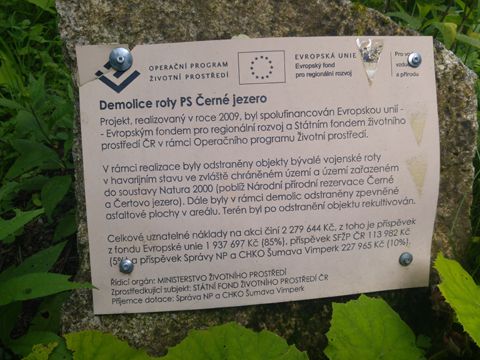 OPERAČNÍ PROGRAM
ŽIVOTNÍ PROSTŘEDÍ
EVROPSKÁ UNIE
Evropský fond
pro regionální rozvoj
Pro vo
vzdu
a přírodu
Demolice roty PS Černé jezero
Projekt, realizovaný v roce 2009, byl spolufinancován Evropskou unií -
- Evropským fondem pro regionální rozvoj a Státním fondem životního
prostředí ČR v rámci Operačního programu Životní prostředí.
V rámci realizace byly odstraněny objekty bývalé vojenské roty
v havarijním stavu ve zvláště chráněném území a území zařazeném
do soustavy Natura 2000 (poblíž Národní přírodní rezervace Černé
a Čertovo jezero). Dále byly v rámci demolic odstraněny zpevněné
asfaltové plochy v areálu. Terén byl po odstranění objektu rekultivován.
Celkové uznatelné náklady na akci činí 2 279 644 Kč, z toho je příspěvek
z fondu Evropské unie 1 937 697 Kč (85%), příspěvek SFŽP ČR 113 982 Kč
(5%) a příspěvek Správy NP a CHKO Šumava Vimperk 227 965 Kč (10%).
Řídicí orgán: MINISTERSTVO ŽIVOTNÍHO PROSTŘEDÍ
Zprostředkující subjekt: STÁTNÍ FOND ŽIVOTNÍHO PROSTŘEDÍ ČR
Příjemce dotace: Správa NP a CHKO Šumava Vimperk